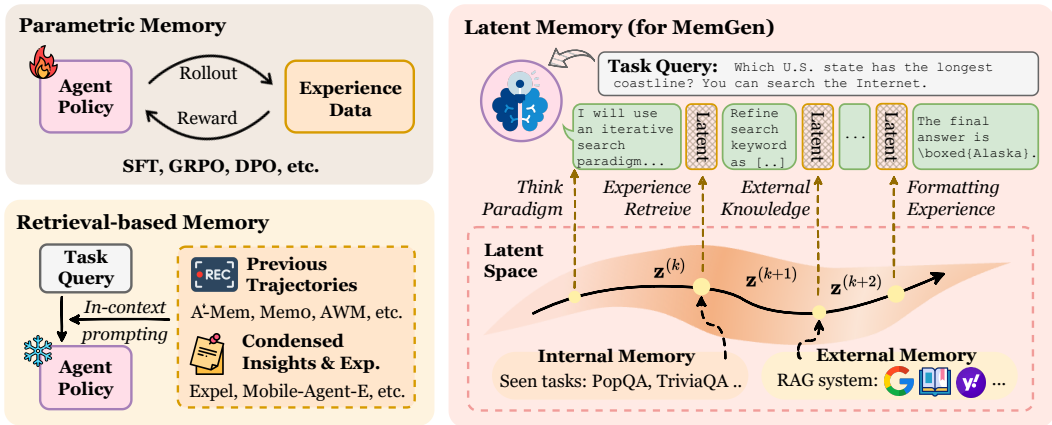 Parametric Memory
Agent
Policy
Rollout
Reward
Experience
Data
SFT, GRPO, DPO, etc.
Retrieval-based Memory
Task
Query
In-context
prompting
Agent
Policy
REC
Previous
Trajectories
A-Mem, Mem0, AWM, etc.
Condensed
Insights & Exp.
Expel, Mobile-Agent-E, etc.
Latent Memory (for MemGen)
Task Query: Which U.S. state has the longest
coastline? You can search the Internet.
I will use
an iterative
search
paradigm...
Latent
Refine
search
keyword
as [..]
Latent
...
Latent
The final
answer is
\boxed{Alaska}.
Think
Paradigm
Experience
Retreive
External
Knowledge
Formatting
Experience
Latent
Space
z^(k)
z^(k+1)
z^(k+2)
Internal Memory
Seen tasks: PopQA, TriviaQA ..
External Memory
RAG system: G y! ...